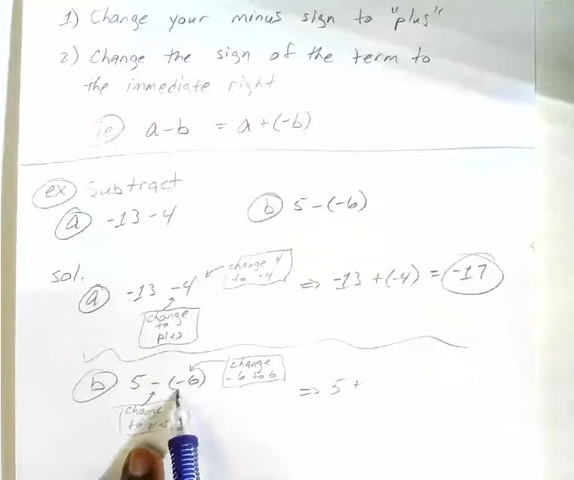 1) Change your minus sign to "plus"
2) Change the sign of the term to
the immediate right
ie a-b = a+(-b)
ex Subtract
a -13-4
b 5-(-6)
sol.
a -13 -4
change 4
to -4
change
to
plus
⇒ -13 +(-4) = -17
b 5-(-6)
change
-6 to 6
change
to plus
⇒ 5+